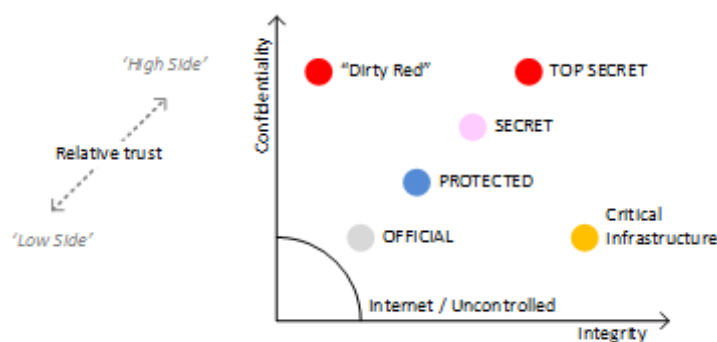 'High Side'
Relative trust
'Low Side'
Confidentiality
"Dirty Red"
TOP SECRET
SECRET
PROTECTED
OFFICIAL
Critical
Infrastructure
Internet / Uncontrolled
Integrity